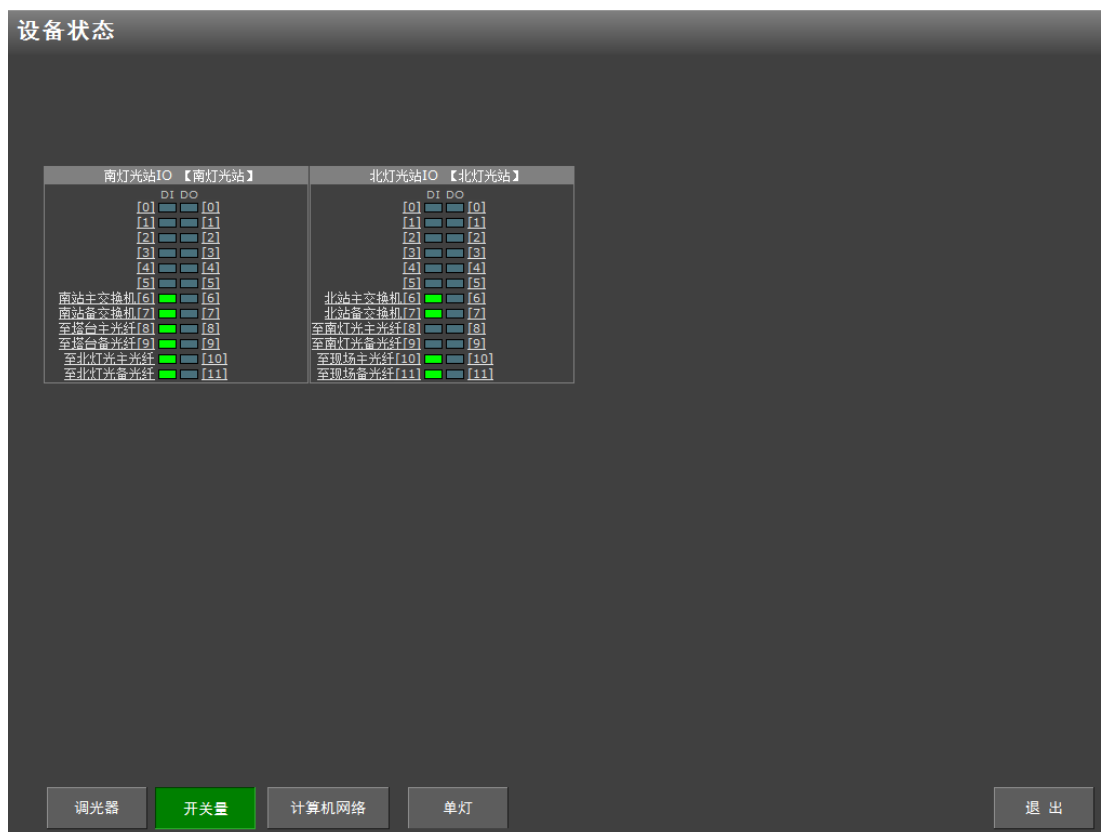 设备状态
南灯光站IO 【南灯光站】
DI DO
[0] [0]
[1] [1]
[2] [2]
[3] [3]
[4] [4]
[5] [5]
南站主交换机[6] [6]
南站备交换机[7] [7]
至塔台主光纤[8] [8]
至塔台备光纤[9] [9]
至北灯光主光纤 [10]
至北灯光备光纤 [11]
北灯光站IO 【北灯光站】
DI DO
[0] [0]
[1] [1]
[2] [2]
[3] [3]
[4] [4]
[5] [5]
北站主交换机[6] [6]
北站备交换机[7] [7]
至南灯光主光纤[8] [8]
至南灯光备光纤[9] [9]
至现场主光纤[10] [10]
至现场备光纤[11] [11]
调光器 开关量 计算机网络 单灯 退出